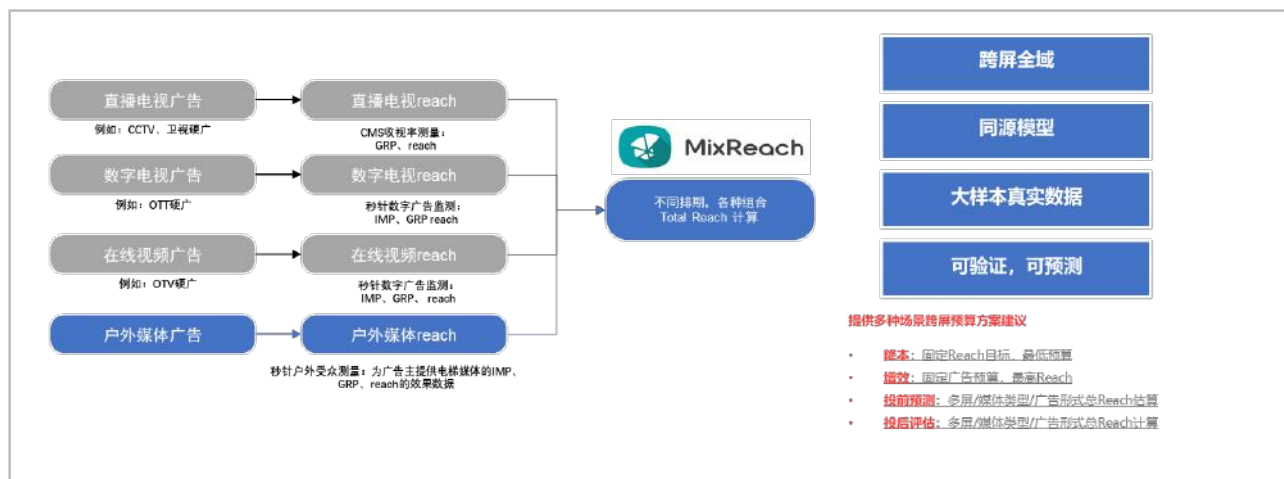 直播电视广告
例如：CCTV、卫视硬广
直播电视reach
CMS收视率测量：
GRP、reach
数字电视广告
例如：OTT硬广
数字电视reach
秒针数字广告监测：
IMP、GRP reach
在线视频广告
例如：OTV硬广
在线视频reach
秒针数字广告监测：
IMP、GRP、 reach
户外媒体广告
户外媒体reach
秒针户外受众测量：为广告主提供电梯媒体的IMP、
GRP、reach的效果数据
MixReach
不同排期，各种组合
Total Reach 计算
跨屏全域
同源模型
大样本真实数据
可验证，可预测
提供多种场景跨屏预算方案建议
• 降本：固定Reach目标、最低预算
• 增效：固定广告预算，最高Reach
• 投前预测：多屏/媒体类型/广告形式总Reach估算
• 投后评估：多屏/媒体类型/广告形式总Reach计算